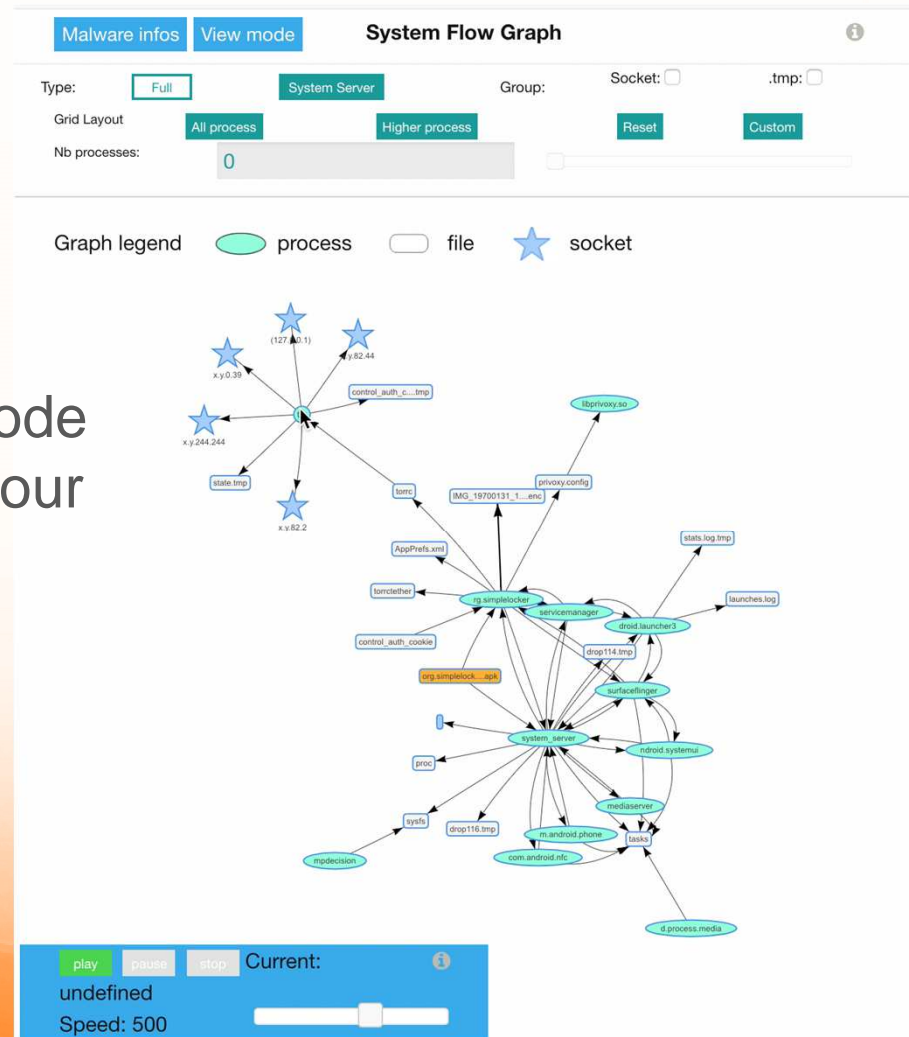 Malware infos View mode System Flow Graph
Type: Full System Server Group: Socket: .tmp:
Grid Layout All process Higher process Reset Custom
Nb processes: 0
Graph legend process file socket
ode
our
x.y.82.44
x.y.0.39
control_auth_c....tmp
libprivoxy.so
x.y.244.244
state.tmp
torrc
privoxy.config
IMG_19700131_1....enc
x.y.82.2
stats.log.tmp
AppPrefs.xml
torrctether
rg.simplelocker
launches.log
servicemanager
droid.launcher3
control_auth_cookie
drop114.tmp
org.simplelock....apk
surfaceflinger
system_server
ndroid.systemui
proc
mediaserver
sysfs
drop116.tmp
m.android.phone
tasks
mpdecision
com.android.nfc
d.process.media
play pause stop Current:
undefined
Speed: 500